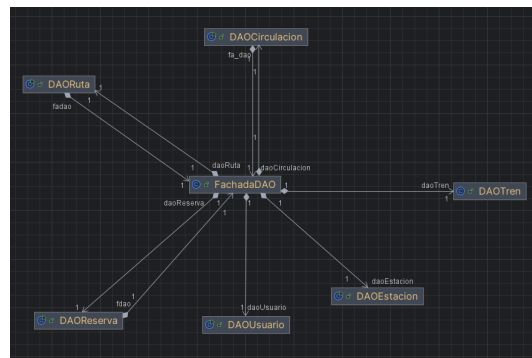 DAOCirculacion
fa_dao
1
1
DAORuta
1
fadao
1
1
1
1
1
daoRuta
daoCirculacion
1
1
FachadaDAO
1
daoTren
DAOTren
1
daoReserva
1
1
1
1
1
daoEstacion
DAOEstacion
1
1
fdao
1
daoUsuario
DAOReserva
DAOUsuario